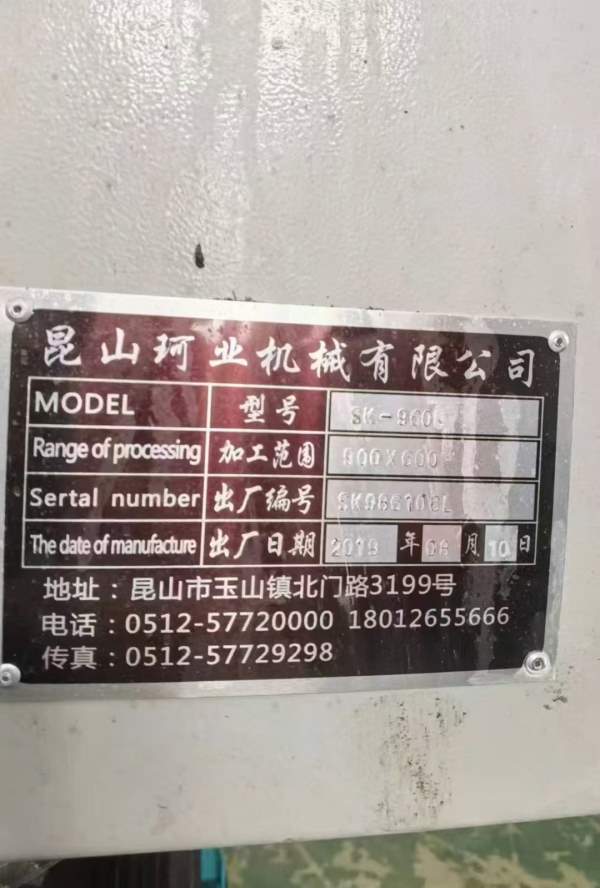 昆山珂业机械有限公司
MODEL 型号
Range of processing 加工范围 900X600
Sertal number 出厂编号
The date of manufacture 出厂日期 2019 年 06 月 10 日
地址：昆山市玉山镇北门路3199号
电话：0512-57720000 18012655666
传真：0512-57729298